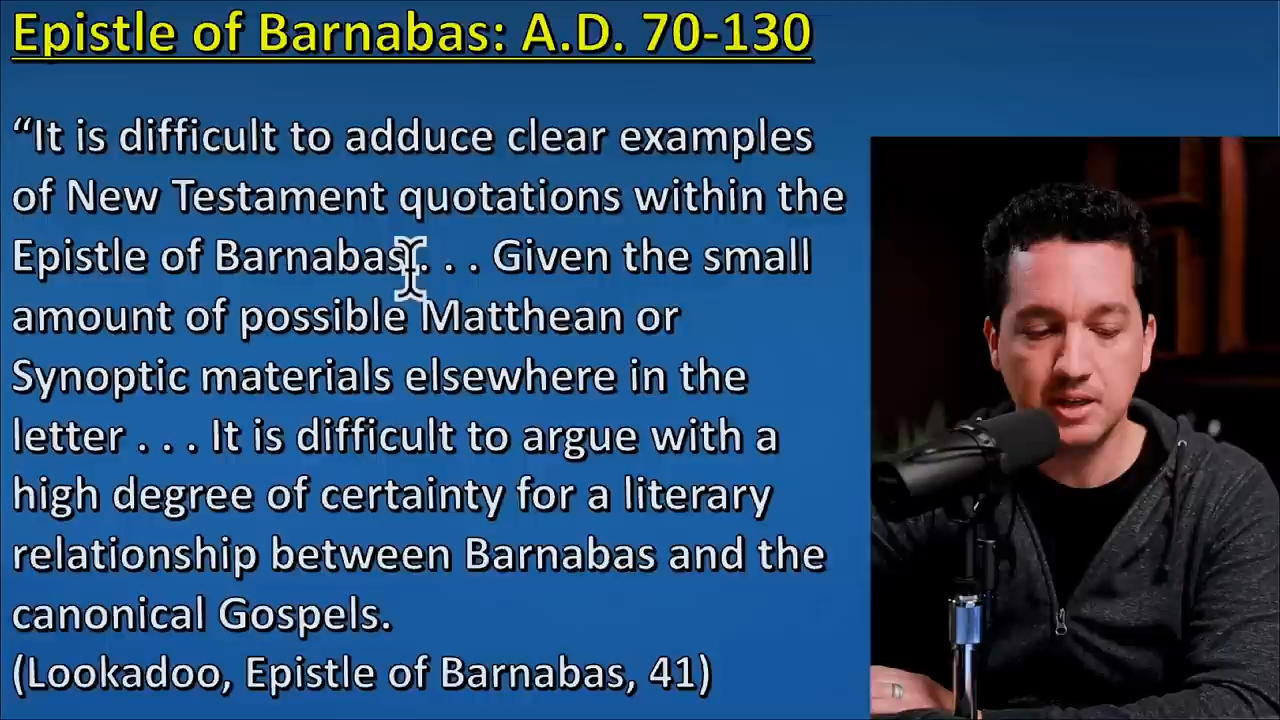 Epistle of Barnabas: A.D. 70-130
“It is difficult to adduce clear examples
of New Testament quotations within the
Epistle of Barnabas. . . . Given the small
amount of possible Matthean or
Synoptic materials elsewhere in the
letter . . . It is difficult to argue with a
high degree of certainty for a literary
relationship between Barnabas and the
canonical Gospels.
(Lookadoo, Epistle of Barnabas, 41)